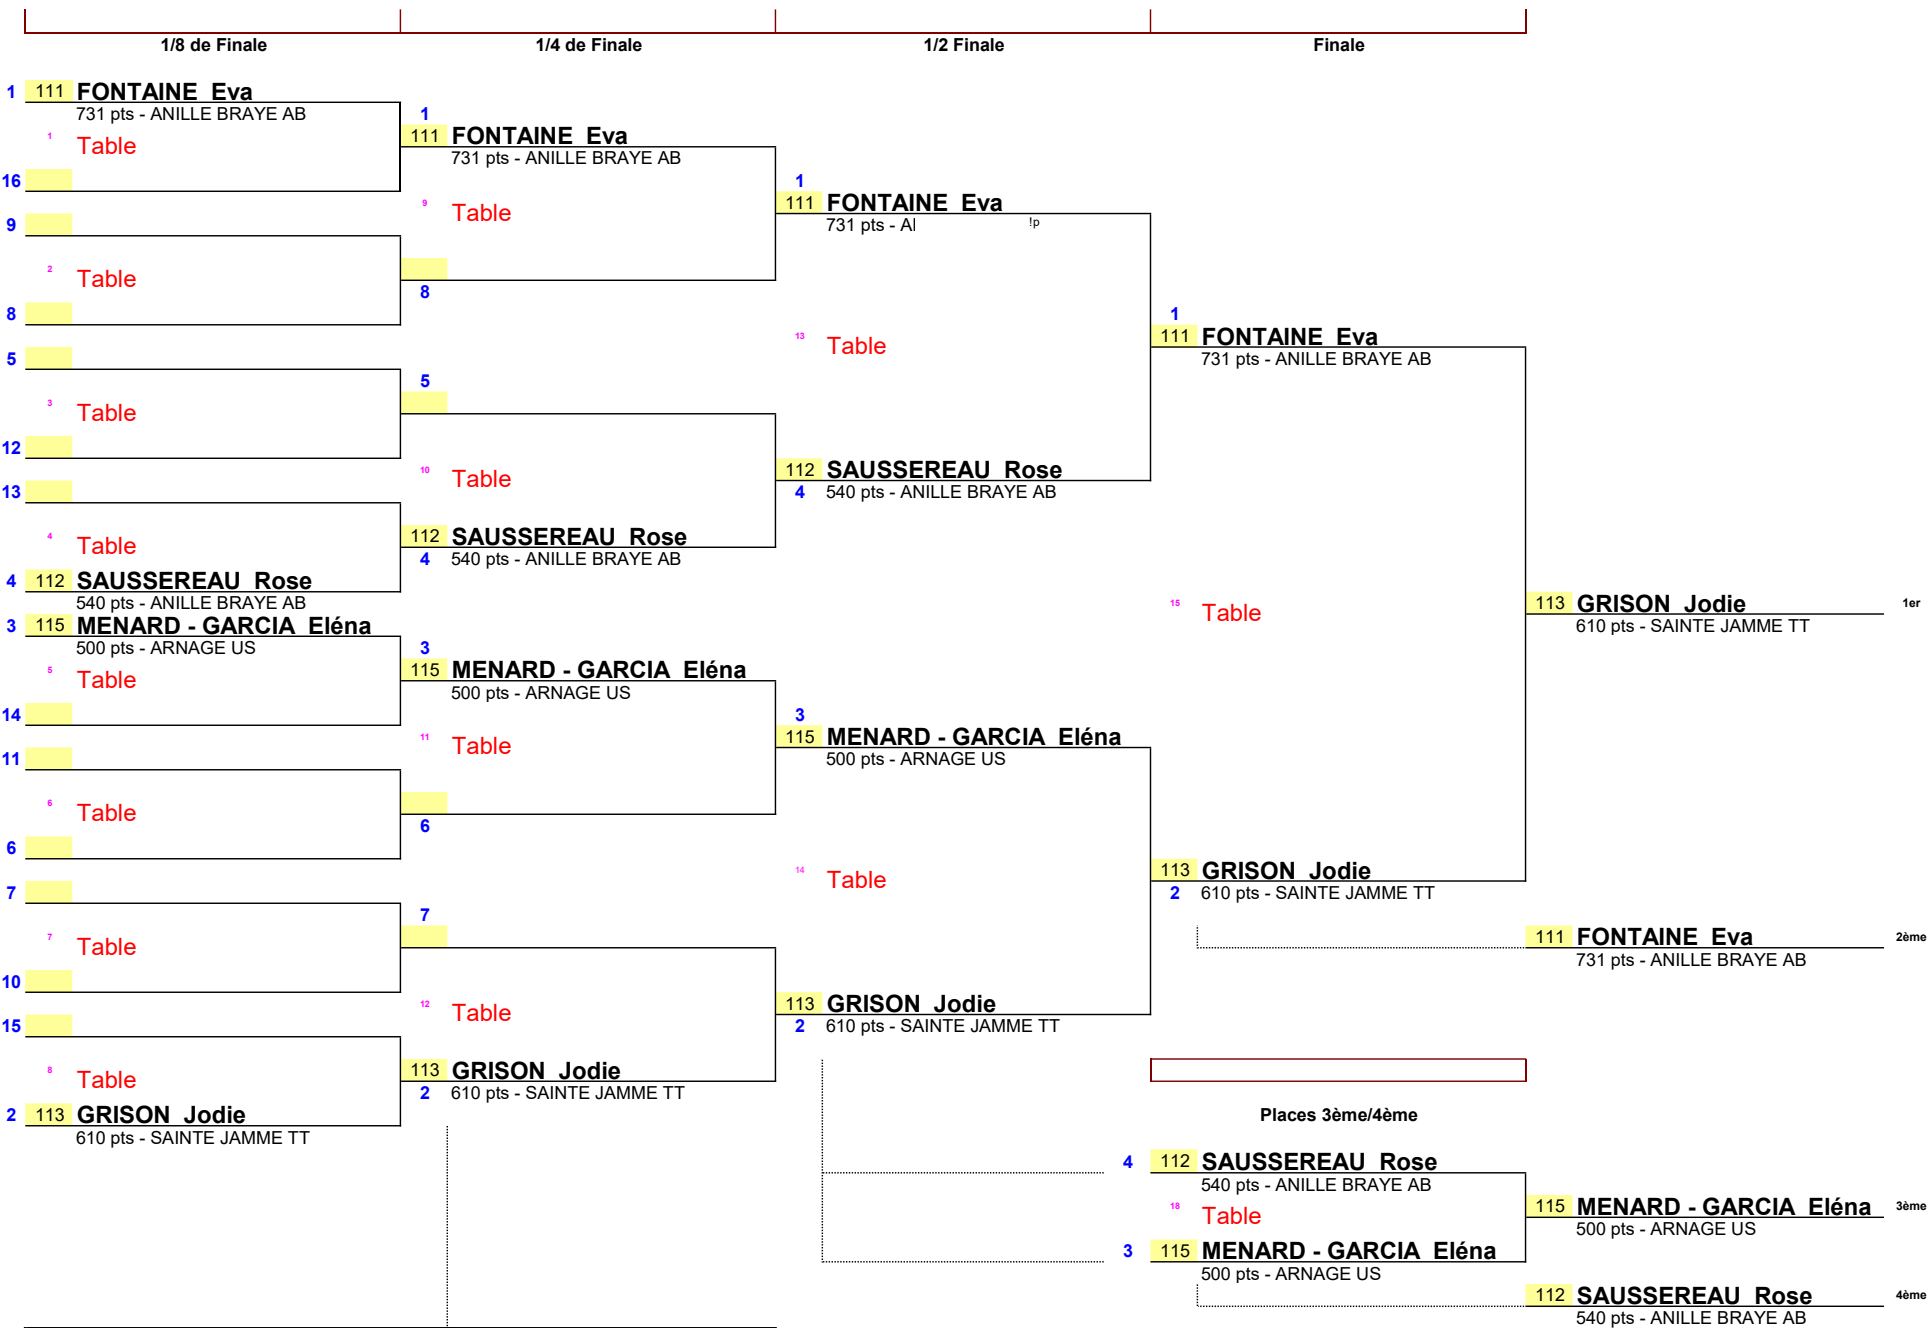 1/8 de Finale
1/4 de Finale
1/2 Finale
Finale
1 111 FONTAINE Eva
731 pts - ANILLE BRAYE AB
1 Table
16
9
2 Table
8
5
3 Table
12
13
4 Table
4 112 SAUSSEREAU Rose
540 pts - ANILLE BRAYE AB
3 115 MENARD - GARCIA Eléna
500 pts - ARNAGE US
5 Table
14
11
6 Table
6
7
7 Table
10
15
8 Table
2 113 GRISON Jodie
610 pts - SAINTE JAMME TT
1
111 FONTAINE Eva
731 pts - ANILLE BRAYE AB
9 Table
8
5
10 Table
112 SAUSSEREAU Rose
4 540 pts - ANILLE BRAYE AB
3
115 MENARD - GARCIA Eléna
500 pts - ARNAGE US
11 Table
6
7
12 Table
113 GRISON Jodie
2 610 pts - SAINTE JAMME TT
1
111 FONTAINE Eva
731 pts - Al !p
13 Table
112 SAUSSEREAU Rose
4 540 pts - ANILLE BRAYE AB
3
115 MENARD - GARCIA Eléna
500 pts - ARNAGE US
14 Table
113 GRISON Jodie
2 610 pts - SAINTE JAMME TT
1
111 FONTAINE Eva
731 pts - ANILLE BRAYE AB
15 Table
113 GRISON Jodie
2 610 pts - SAINTE JAMME TT
113 GRISON Jodie 1er
610 pts - SAINTE JAMME TT
111 FONTAINE Eva 2ème
731 pts - ANILLE BRAYE AB
Places 3ème/4ème
4 112 SAUSSEREAU Rose
540 pts - ANILLE BRAYE AB
18 Table
3 115 MENARD - GARCIA Eléna
500 pts - ARNAGE US
115 MENARD - GARCIA Eléna 3ème
500 pts - ARNAGE US
112 SAUSSEREAU Rose 4ème
540 pts - ANILLE BRAYE AB